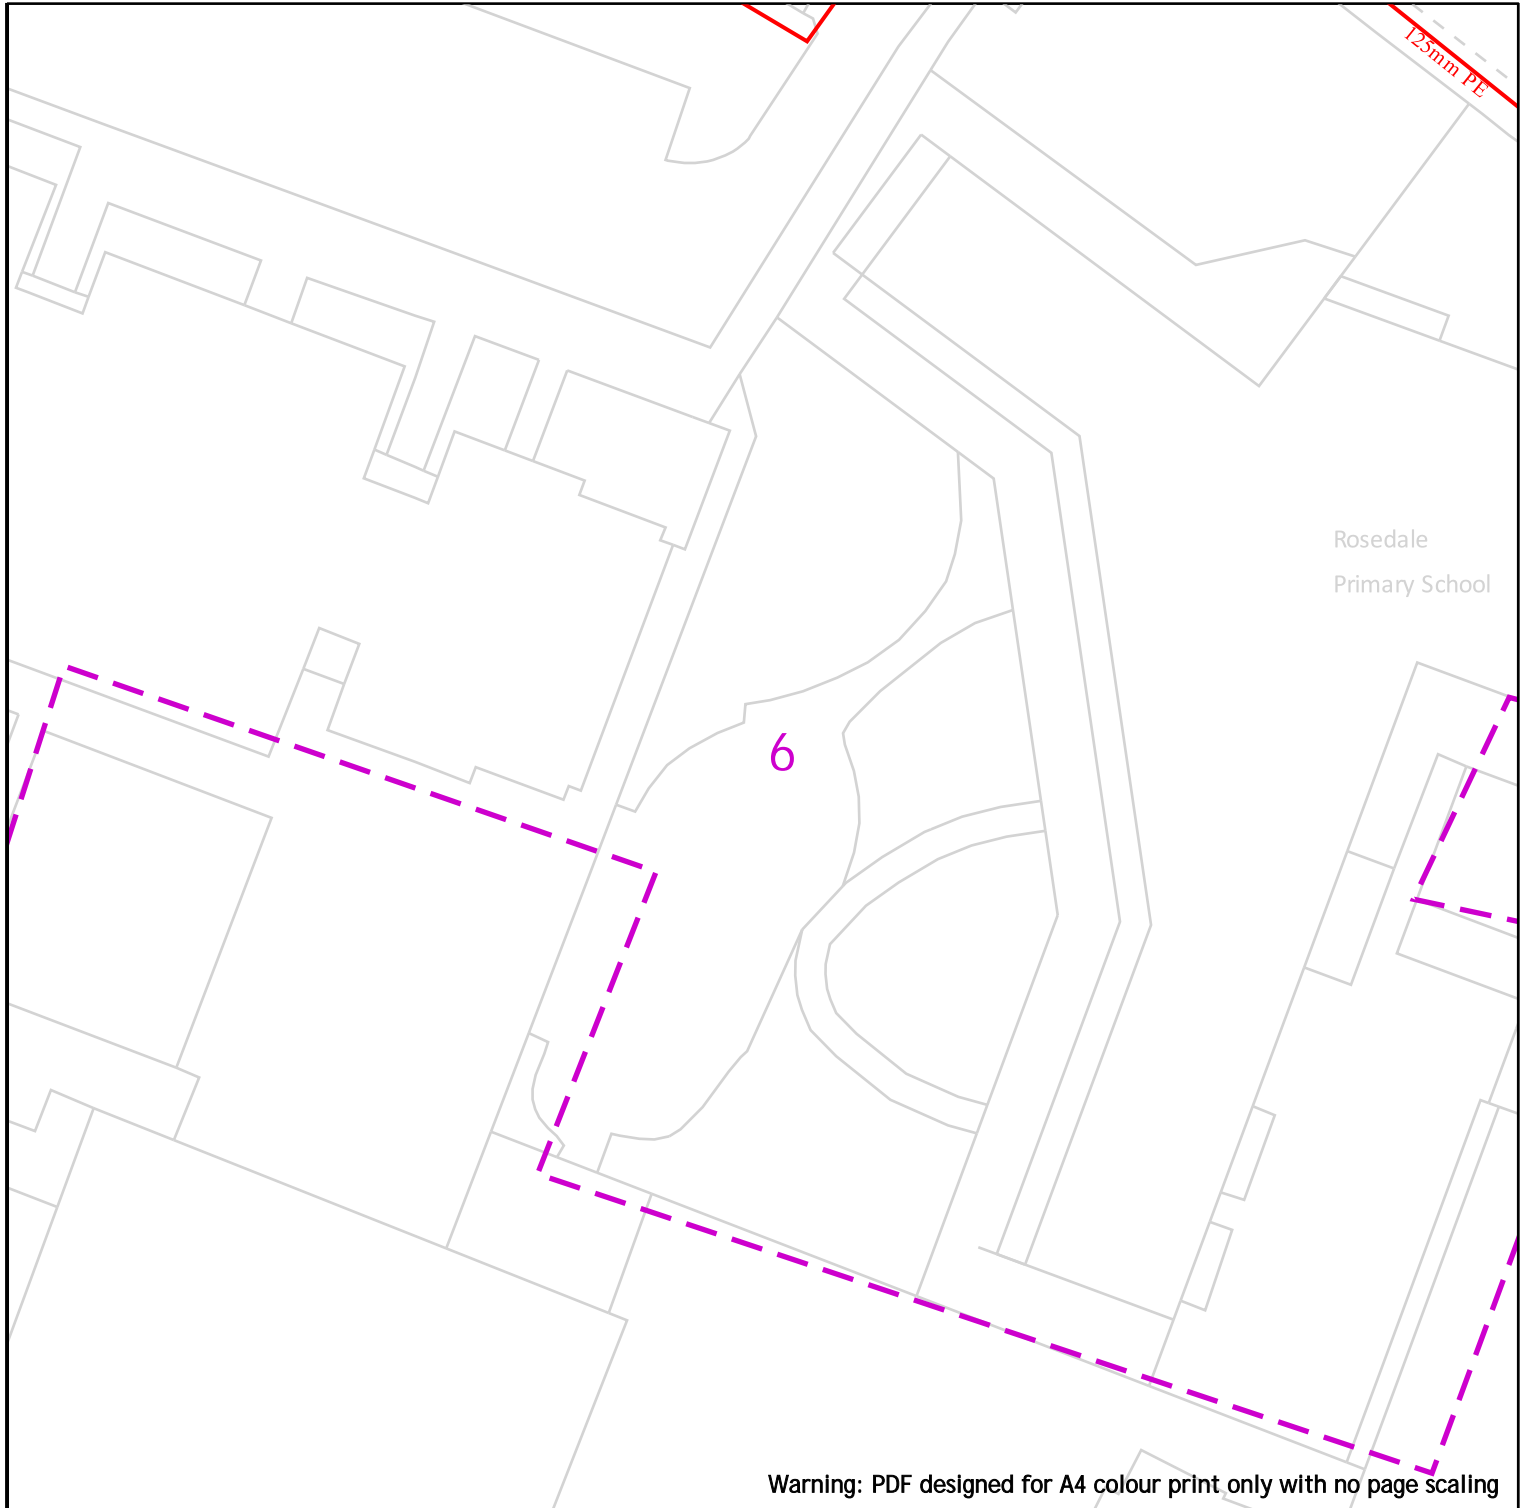 125mm PE
Rosedale
Primary School
6
Warning: PDF designed for A4 colour print only with no page scaling